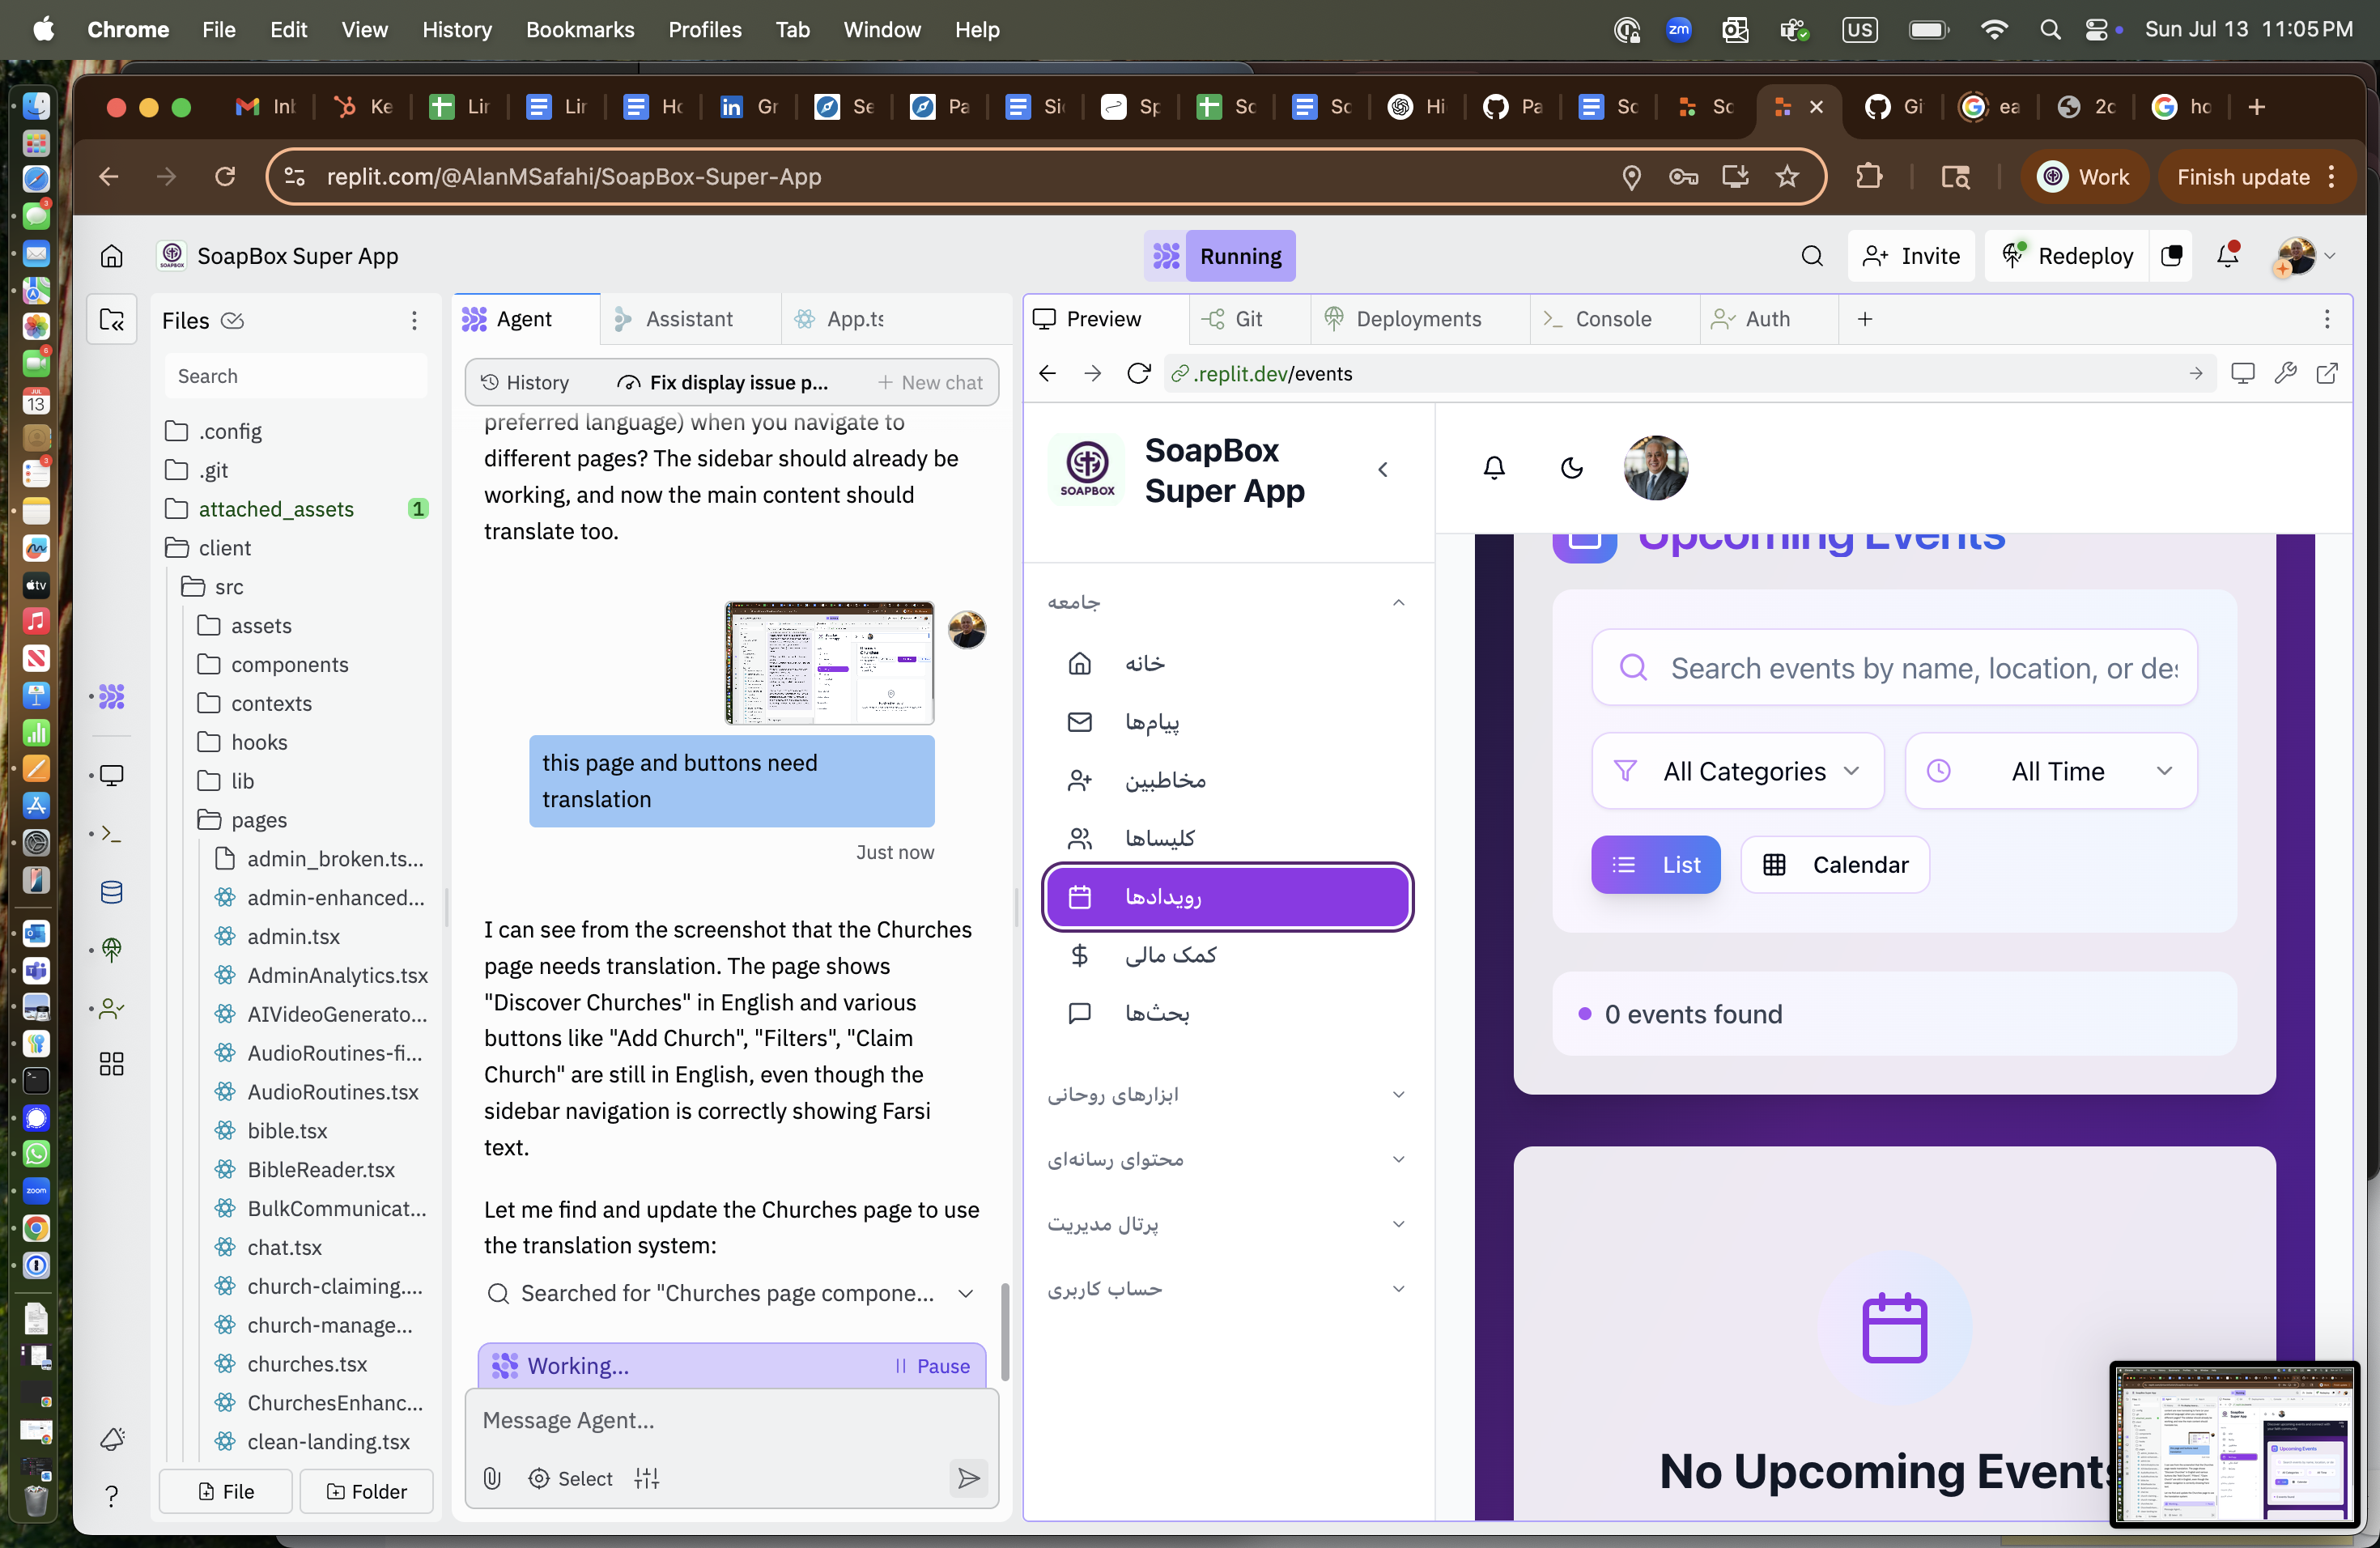 Chrome File Edit View History Bookmarks Profiles Tab Window Help
zm US Sun Jul 13 11:05 PM
Ke Lir Lir Hc Gr Se Pa Sp Sc Sc Hi Pa Sc Sc Gi ea 2c hc
replit.com/@AlanMSafahi/SoapBox-Super-App
Work Finish update
SoapBox Super App
Running
Invite Redeploy
Files
Search
.config
.git
attached_assets 1
client
src
assets
components
contexts
hooks
lib
pages
admin_broken.ts...
admin-enhanced...
admin.tsx
AdminAnalytics.tsx
AIVideoGenerato...
AudioRoutines-fi...
AudioRoutines.tsx
bible.tsx
BibleReader.tsx
BulkCommunicat...
chat.tsx
church-claiming....
church-manage...
churches.tsx
ChurchesEnhanc...
clean-landing.tsx
File Folder
Agent Assistant App.ts
History Fix display issue p... New chat
preferred language) when you navigate to
different pages? The sidebar should already be
working, and now the main content should
translate too.
this page and buttons need
translation
Just now
I can see from the screenshot that the Churches
page needs translation. The page shows
"Discover Churches" in English and various
buttons like "Add Church", "Filters", "Claim
Church" are still in English, even though the
sidebar navigation is correctly showing Farsi
text.
Let me find and update the Churches page to use
the translation system:
Searched for "Churches page compone...
Working... Pause
Message Agent...
Select
Preview Git Deployments Console Auth
.replit.dev/events
SOAPBOX
SoapBox
Super App
جامعه
خانه
پیام‌ها
مخاطبین
کلیساها
رویدادها
کمک مالی
بحث‌ها
ابزارهای روحانی
محتوای رسانه‌ای
پرتال مدیریت
حساب کاربری
Upcoming Events
Search events by name, location, or des
All Categories All Time
List Calendar
0 events found
No Upcoming Events